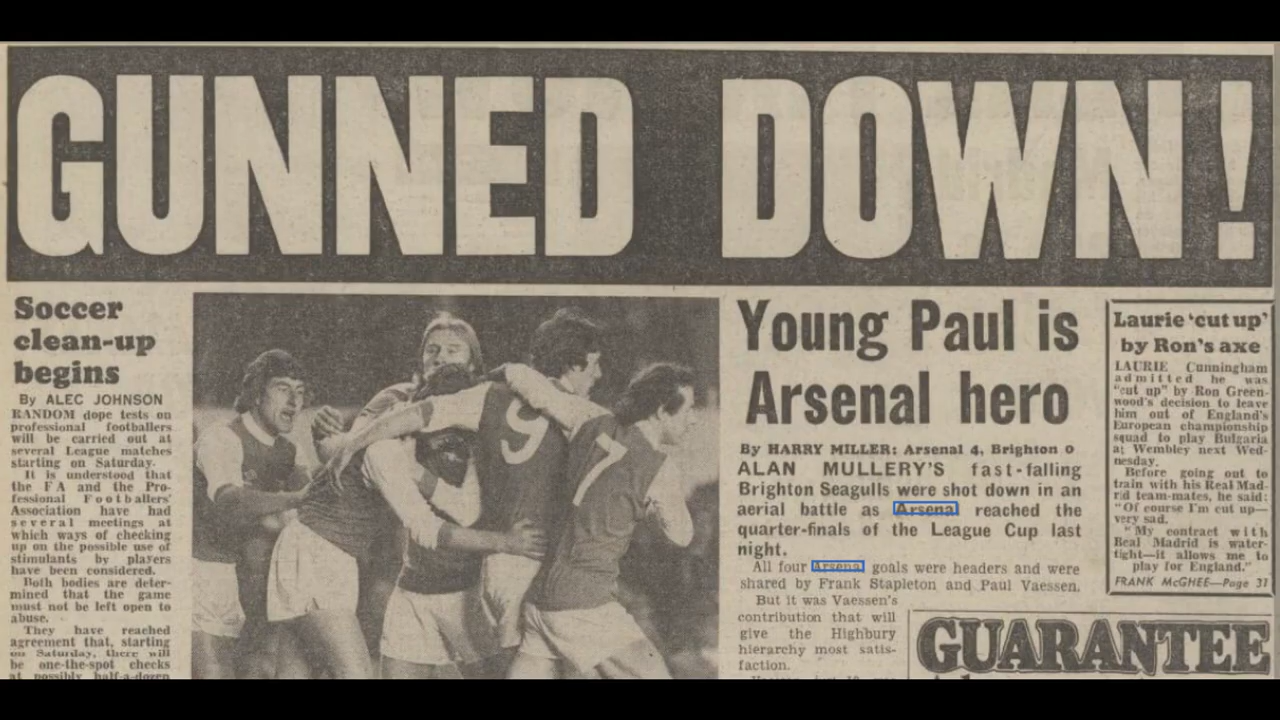 GUNNED DOWN!
Soccer
clean-up
begins
By ALEC JOHNSON
RANDOM dope tests on
professional footballers
will be carried out at
several League matches
starting on Saturday.
It is understood that
the FA and the Pro-
fessional Footballers'
Association have had
several meetings at
which ways of checking
up on the possible use of
stimulants by players
have been considered.
Both bodies are deter-
mined that the game
must not be left open to
abuse.
They have reached
agreement that, starting
on Saturday, there will
be one-the-spot checks
at possibly half-a-dozen
9
7
Young Paul is
Arsenal hero
By HARRY MILLER: Arsenal 4, Brighton 0
ALAN MULLERY'S fast-falling
Brighton Seagulls were shot down in an
aerial battle as Arsenal reached the
quarter-finals of the League Cup last
night.
All four Arsenal goals were headers and were
shared by Frank Stapleton and Paul Vaessen.
But it was Vaessen's
contribution that will
give the Highbury
hierarchy most satis-
faction.
Laurie 'cut up'
by Ron's axe
LAURIE Cunningham
admitted he was
"cut up" by Ron Green-
wood's decision to leave
him out of England's
European championship
squad to play Bulgaria
at Wembley next Wed-
nesday.
Before going out to
train with his Real Mad-
rid team-mates, he said:
"Of course I'm cut up—
very sad.
"My contract with
Real Madrid is water-
tight—it allows me to
play for England."
FRANK McGHEE—Page 31
GUARANTEE